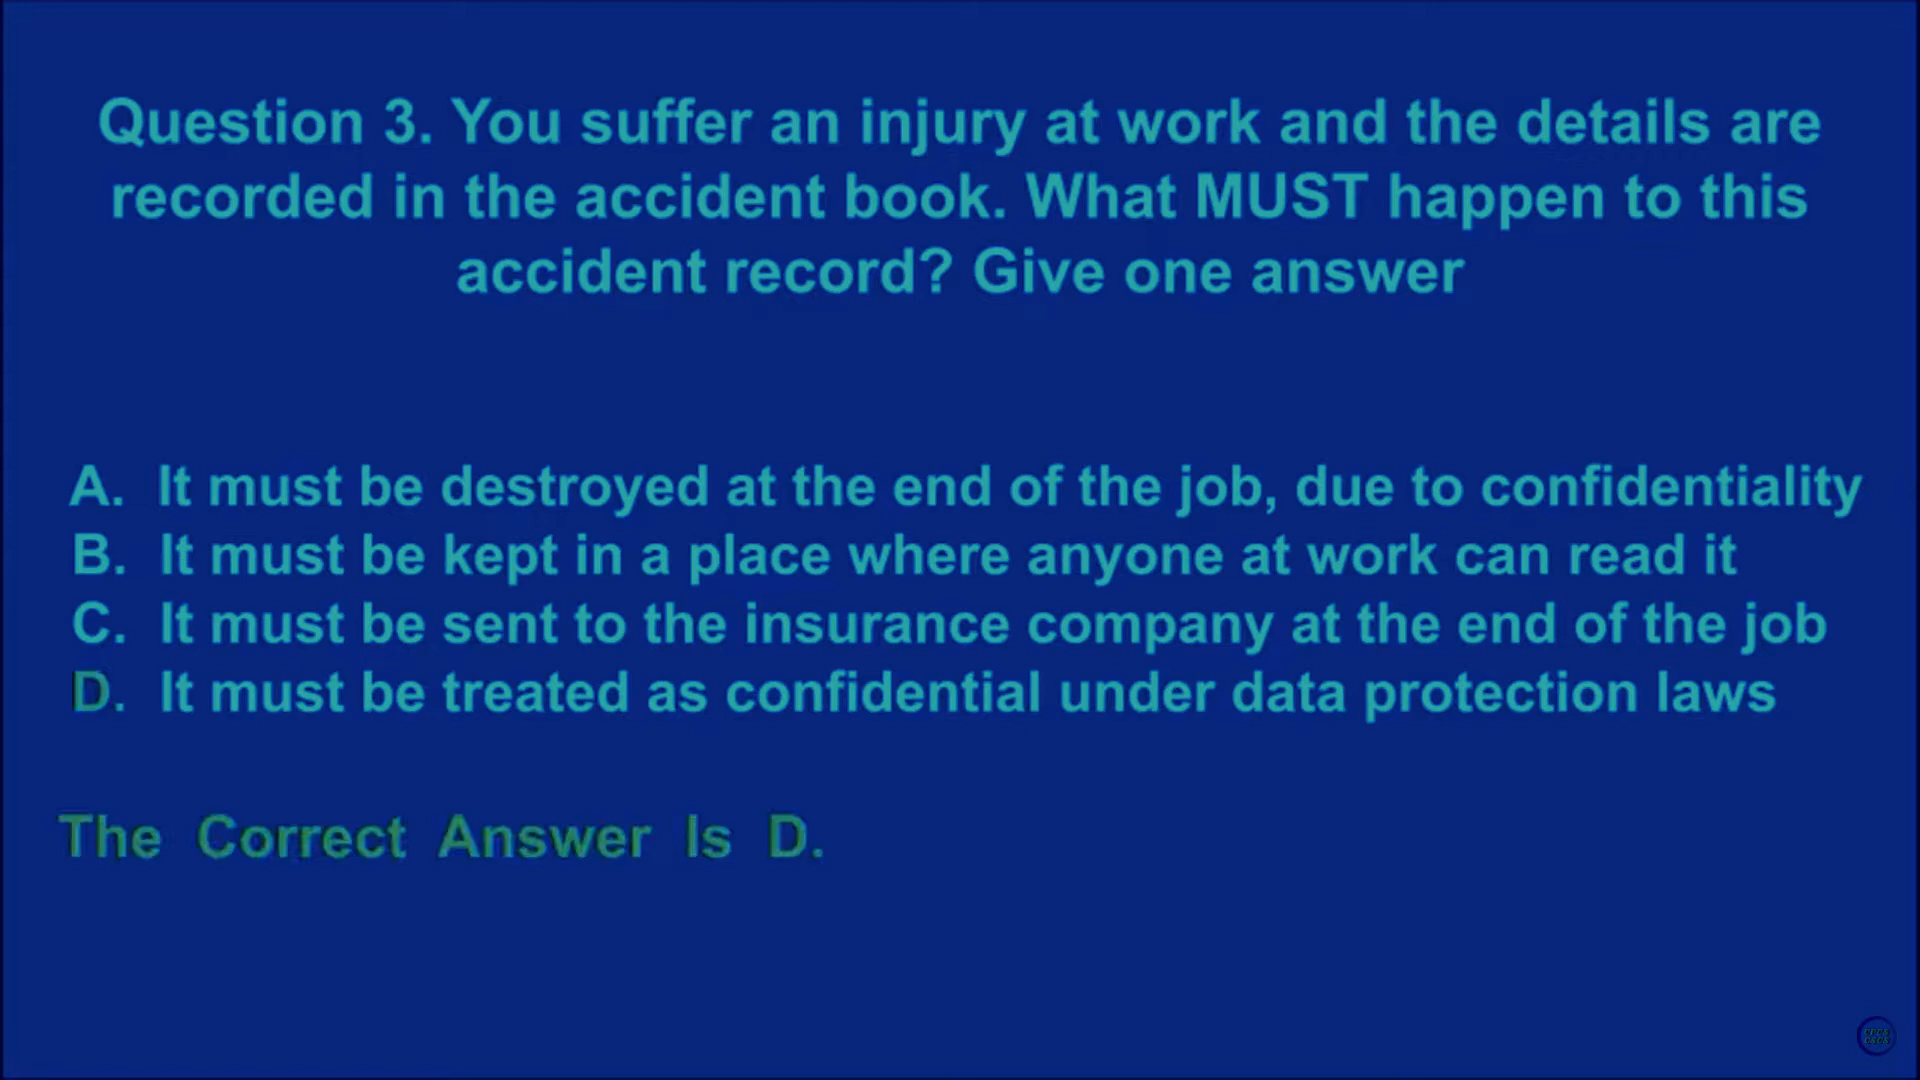 Question 3. You suffer an injury at work and the details are
recorded in the accident book. What MUST happen to this
accident record? Give one answer
A. It must be destroyed at the end of the job, due to confidentiality
B. It must be kept in a place where anyone at work can read it
C. It must be sent to the insurance company at the end of the job
D. It must be treated as confidential under data protection laws
The Correct Answer Is D.